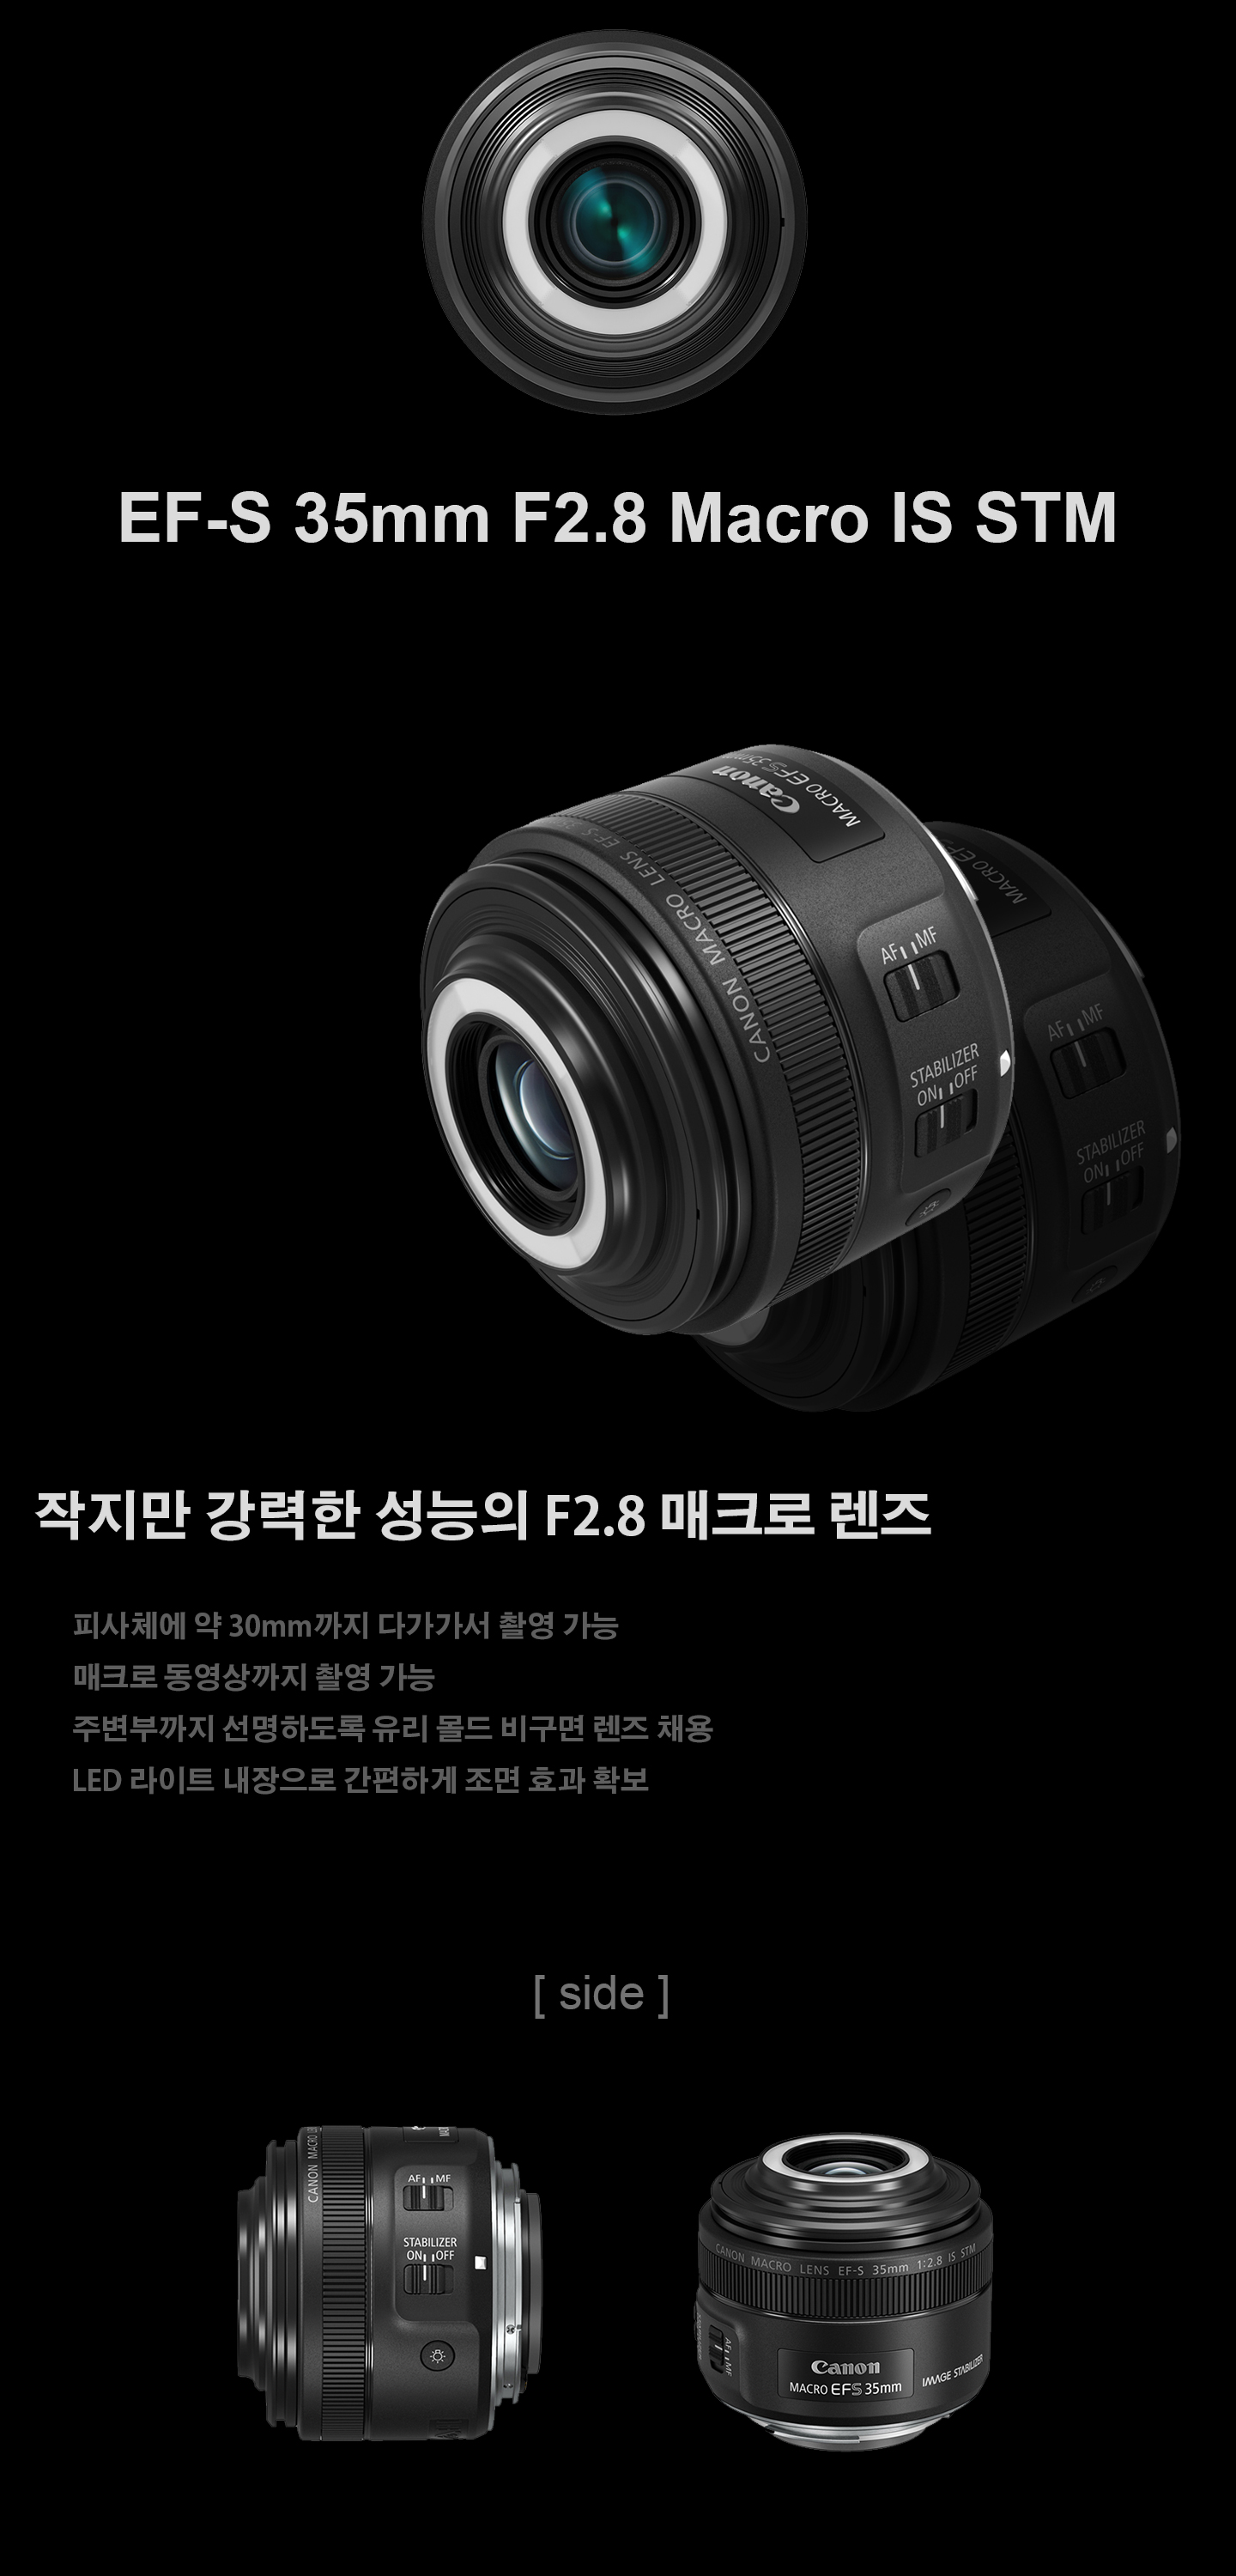 EF-S 35mm F2.8 Macro IS STM
Canon
MACRO EFS 35mm
CANON MACRO LENS EF-S
AF MF
STABILIZER
ON OFF
MACRO EF
AF MF
STABILIZER
ON OFF
작지만 강력한 성능의 F2.8 매크로 렌즈
피사체에 약 30mm까지 다가가서 촬영 가능
매크로 동영상까지 촬영 가능
주변부까지 선명하도록 유리 몰드 비구면 렌즈 채용
LED 라이트 내장으로 간편하게 조면 효과 확보
[ side ]
CANON MACRO
AF MF
STABILIZER
ON OFF
CANON MACRO LENS EF-S 35mm 1:2.8 IS STM
AF MF
Canon
MACRO EFS 35mm
IMAGE STABILIZER